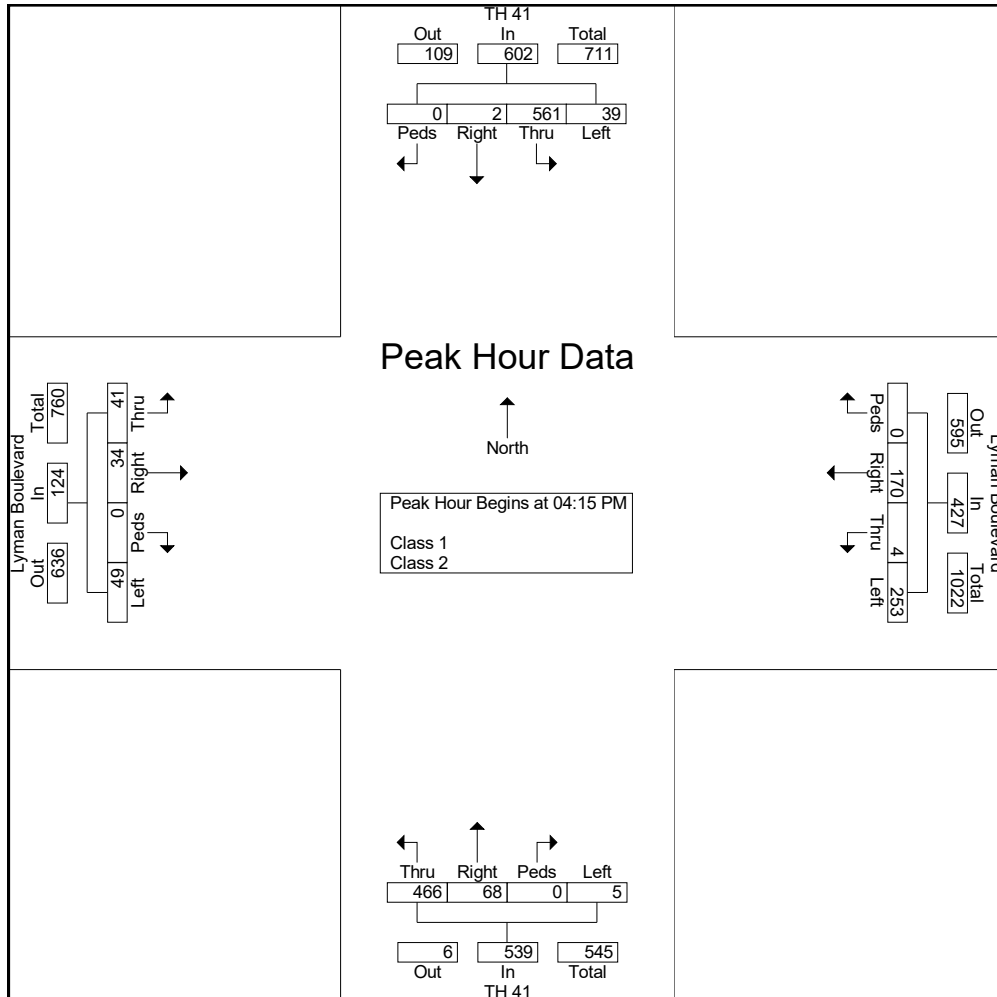 TH 41
Out In Total
109 602 711
0 2 561 39
Peds Right Thru Left
Peak Hour Data
North
Peak Hour Begins at 04:15 PM
Class 1
Class 2
Lyman Boulevard
Out In Total
636 124 760
49 0 34 41
Left Peds Right Thru
Lyman Boulevard
Out In Total
595 427 1022
0 170 4 253
Peds Right Thru Left
Thru Right Peds Left
466 68 0 5
6 539 545
Out In Total
TH 41